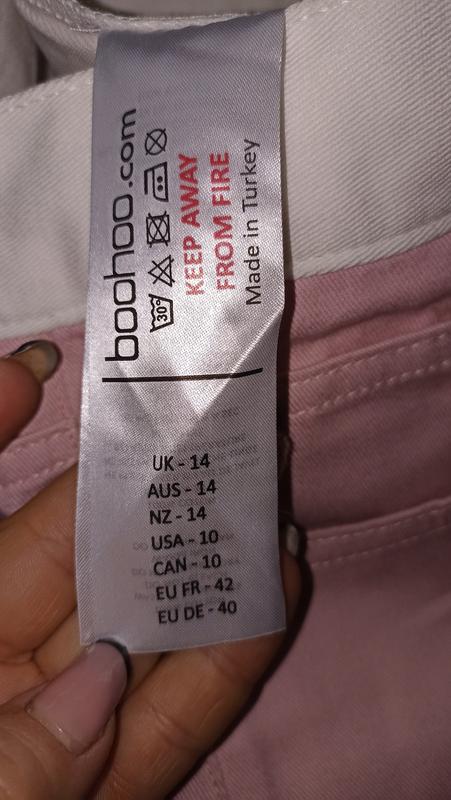 boohoo.com
30°
KEEP AWAY
FROM FIRE
Made in Turkey
UK - 14
AUS - 14
NZ - 14
USA - 10
CAN - 10
EU FR - 42
EU DE - 40